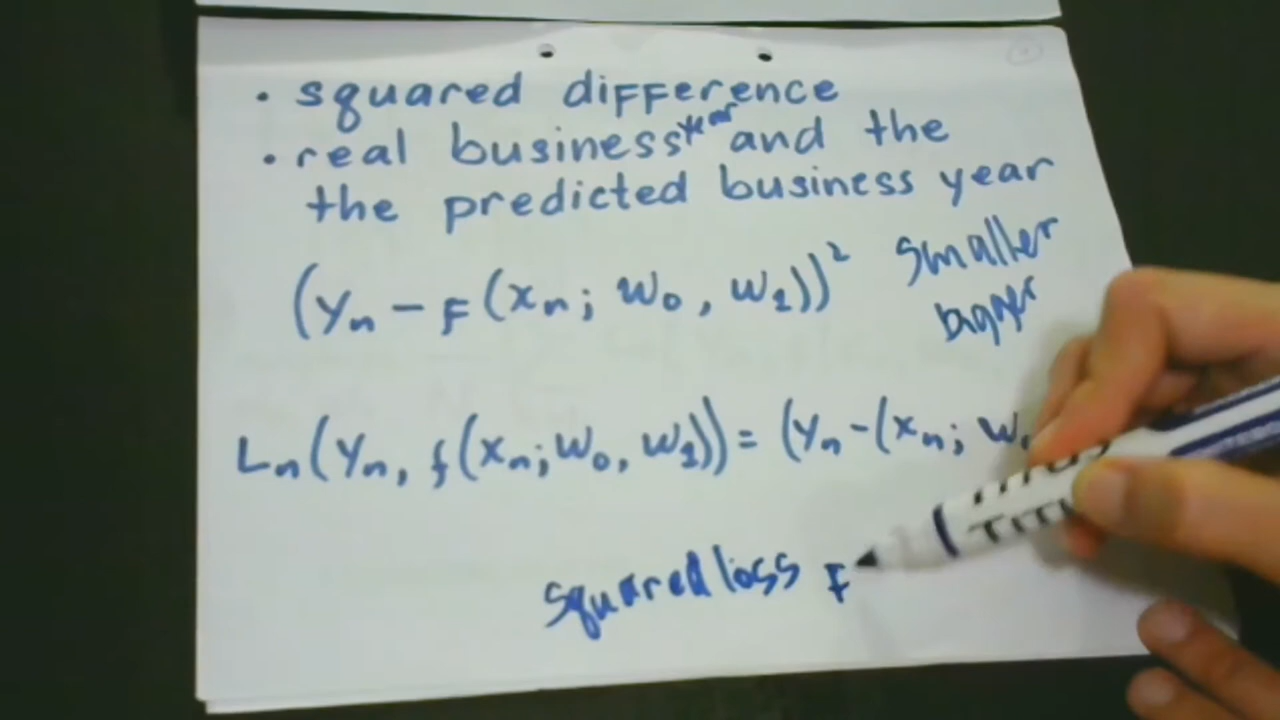 • squared difference
• real business year and the
the predicted business year
(yn - F(xn; w0, w1))² smaller
bigger
Ln(yn, f(xn; w0, w1)) = (yn - (xn; w
squared loss F